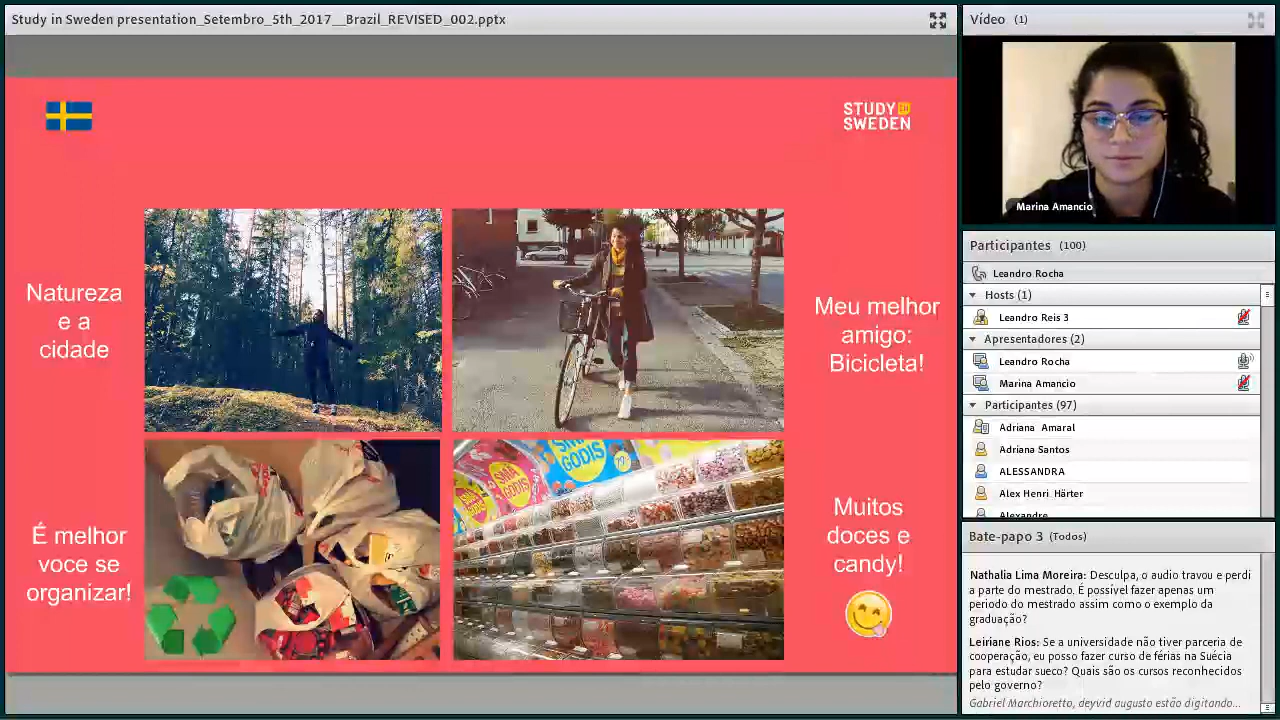 Study in Sweden presentation_Setembro_5th_2017__Brazil_REVISED_002.pptx
STUDY IN
SWEDEN
Natureza
e a
cidade
Meu melhor
amigo:
Bicicleta!
É melhor
voce se
organizar!
SMÅ
GODIS
GODIS
Muitos
doces e
candy!
Vídeo (1)
Marina Amancio
Participantes (100)
Leandro Rocha
Hosts (1)
Leandro Reis 3
Apresentadores (2)
Leandro Rocha
Marina Amancio
Participantes (97)
Adriana Amaral
Adriana Santos
ALESSANDRA
Alex Henri Härter
Alexandre
Bate-papo 3 (Todos)
Nathalia Lima Moreira: Desculpa, o audio travou e perdi
a parte do mestrado. É possivel fazer apenas um
periodo do mestrado assim como o exemplo da
graduação?
Leiriane Rios: Se a universidade não tiver parceria de
cooperação, eu posso fazer curso de férias na Suécia
para estudar sueco? Quais são os cursos reconhecidos
pelo governo?
Gabriel Marchioretto, deyvid augusto estão digitando...